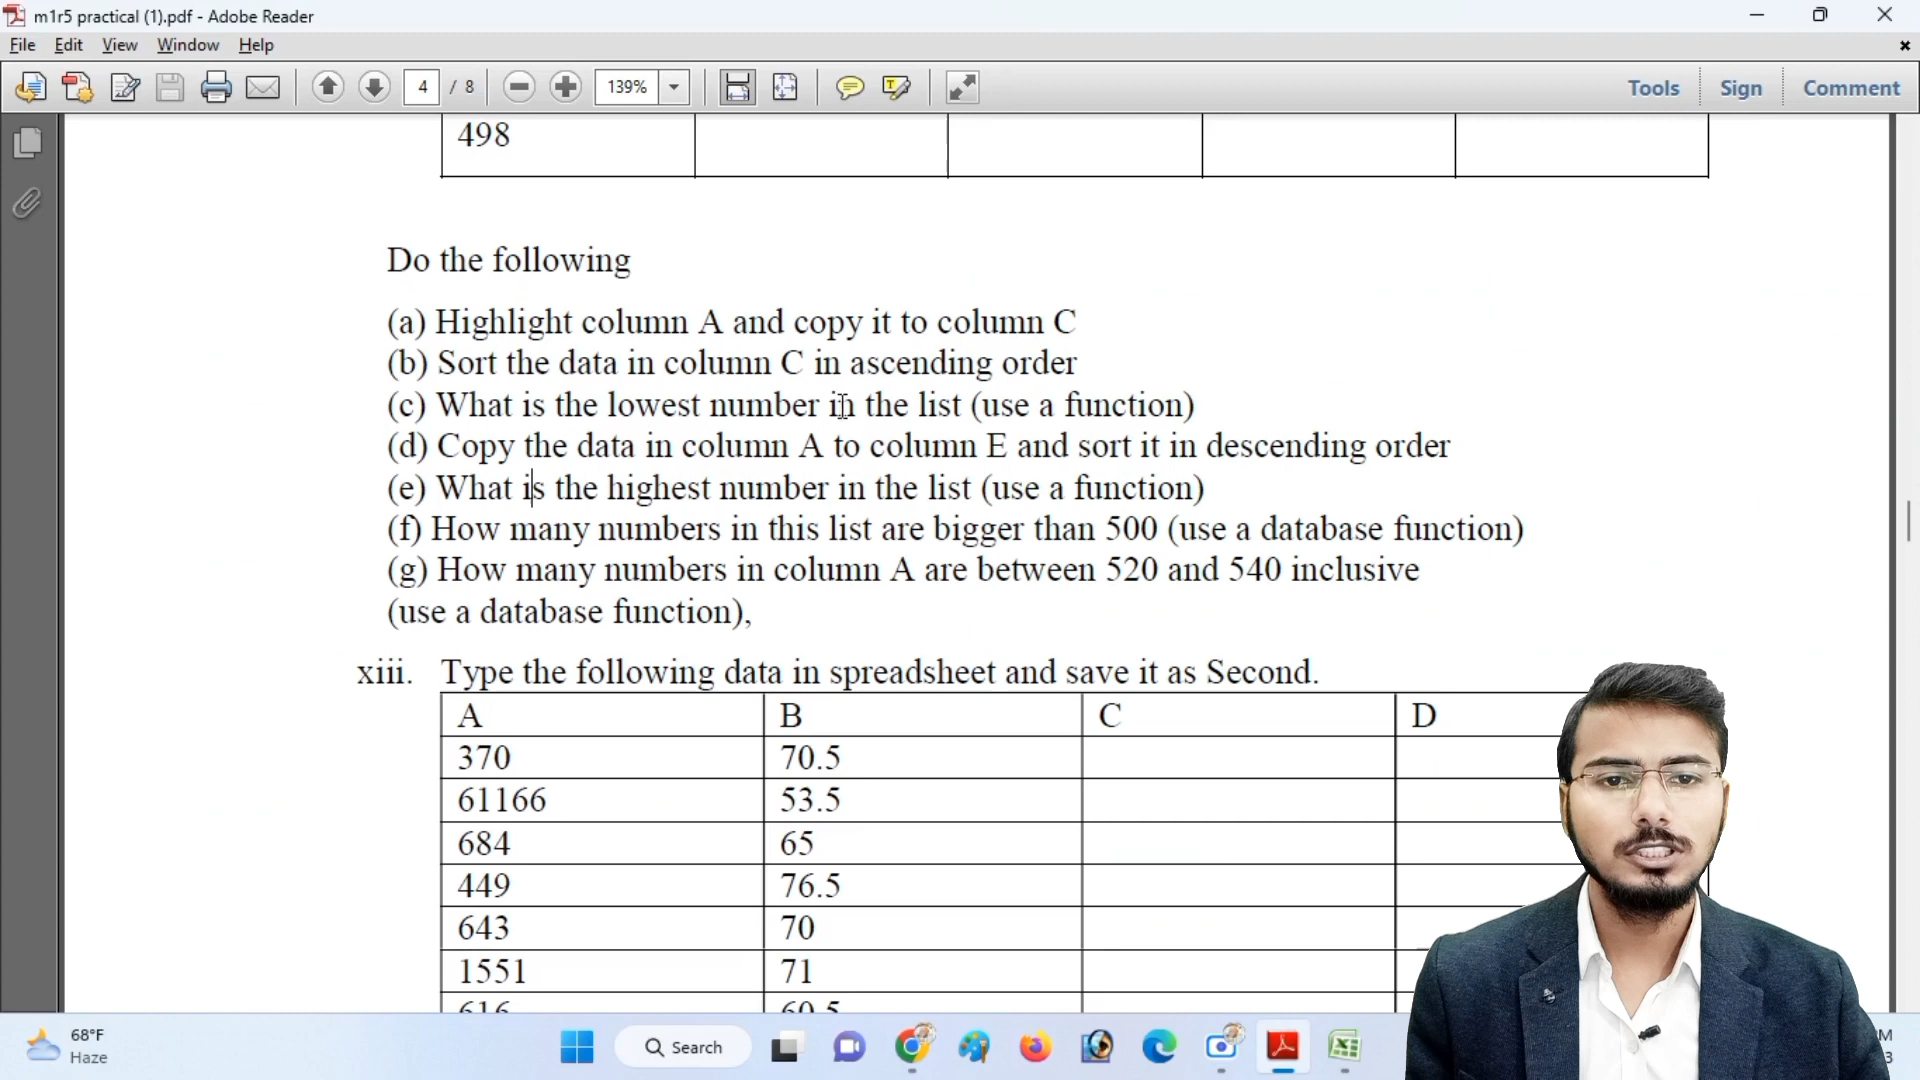 m1r5 practical (1).pdf - Adobe Reader
File Edit View Window Help
4 / 8 139% Tools Sign Comment
498
Do the following
(a) Highlight column A and copy it to column C
(b) Sort the data in column C in ascending order
(c) What is the lowest number in the list (use a function)
(d) Copy the data in column A to column E and sort it in descending order
(e) What is the highest number in the list (use a function)
(f) How many numbers in this list are bigger than 500 (use a database function)
(g) How many numbers in column A are between 520 and 540 inclusive
(use a database function),
xiii. Type the following data in spreadsheet and save it as Second.
A B C D
370 70.5
61166 53.5
684 65
449 76.5
643 70
1551 71
616 60.5
68°F
Haze
Search